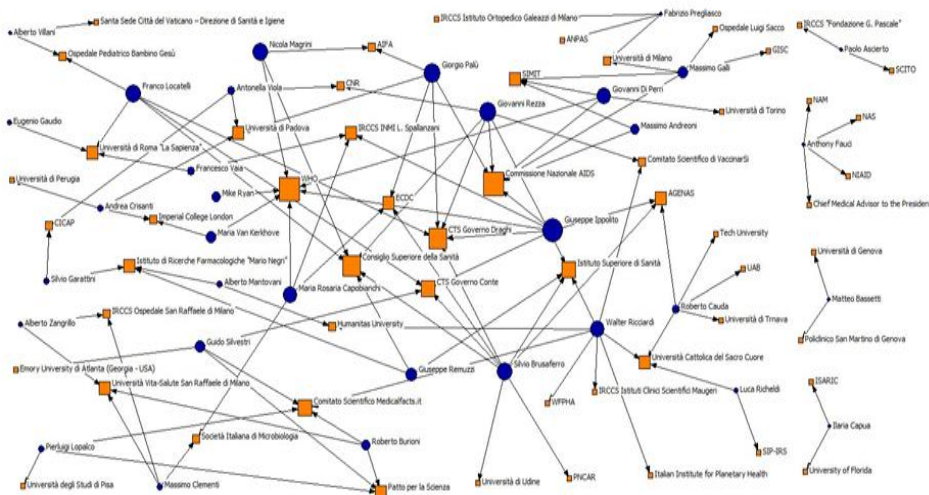 IRCCS Istituto Ortopedico Galeazzi di Milano
Fabrizio Pregliasco
Santa Sede Città del Vaticano – Direzione di Sanità e Igiene
Alberto Villani
Ospedale Luigi Sacco
IRCCS "Fondazione G. Pascale"
ANPAS
Nicola Magrini
AIFA
Ospedale Pediatrico Bambino Gesù
GISC
Paolo Ascierto
Università di Milano
Massimo Galli
SCITO
Giorgio Palù
SIMIT
CNR
Antonella Viola
Franco Locatelli
Giovanni Di Perri
NAM
Giovanni Rezza
Università di Torino
NAS
Eugenio Gaudio
Università di Padova
IRCCS INMI L. Spallanzani
Massimo Andreoni
Anthony Fauci
Università di Roma "La Sapienza"
Comitato Scientifico di VaccinarSì
Francesco Vaia
NIAID
Università di Perugia
WHO
Commissione Nazionale AIDS
Mike Ryan
AGENAS
ECDC
Chief Medical Advisor to the President
Andrea Crisanti
Imperial College London
CICAP
Maria Van Kerkhove
Giuseppe Ippolito
CTS Governo Draghi
Tech University
Università di Genova
Istituto di Ricerche Farmacologiche "Mario Negri"
Consiglio Superiore della Sanità
Istituto Superiore di Sanità
UAB
Silvio Garattini
Alberto Mantovani
CTS Governo Conte
Maria Rosaria Capobianchi
Matteo Bassetti
Roberto Cauda
IRCCS Ospedale San Raffaele di Milano
Università di Trnava
Alberto Zangrillo
Humanitas University
Walter Ricciardi
Policlinico San Martino di Genova
Guido Silvestri
Università Cattolica del Sacro Cuore
Emory University di Atlanta (Georgia - USA)
Giuseppe Remuzzi
Silvio Brusaferro
Università Vita-Salute San Raffaele di Milano
IRCCS Istituti Clinici Scientifici Maugeri
Luca Richeldi
ISARIC
WFPHA
Comitato Scientifico Medicalfacts.it
Ilaria Capua
Società Italiana di Microbiologia
Pierluigi Lopalco
Roberto Burioni
SIP-IRS
University of Florida
Italian Institute for Planetary Health
PNCAR
Università degli Studi di Pisa
Massimo Clementi
Patto per la Scienza
Università di Udine